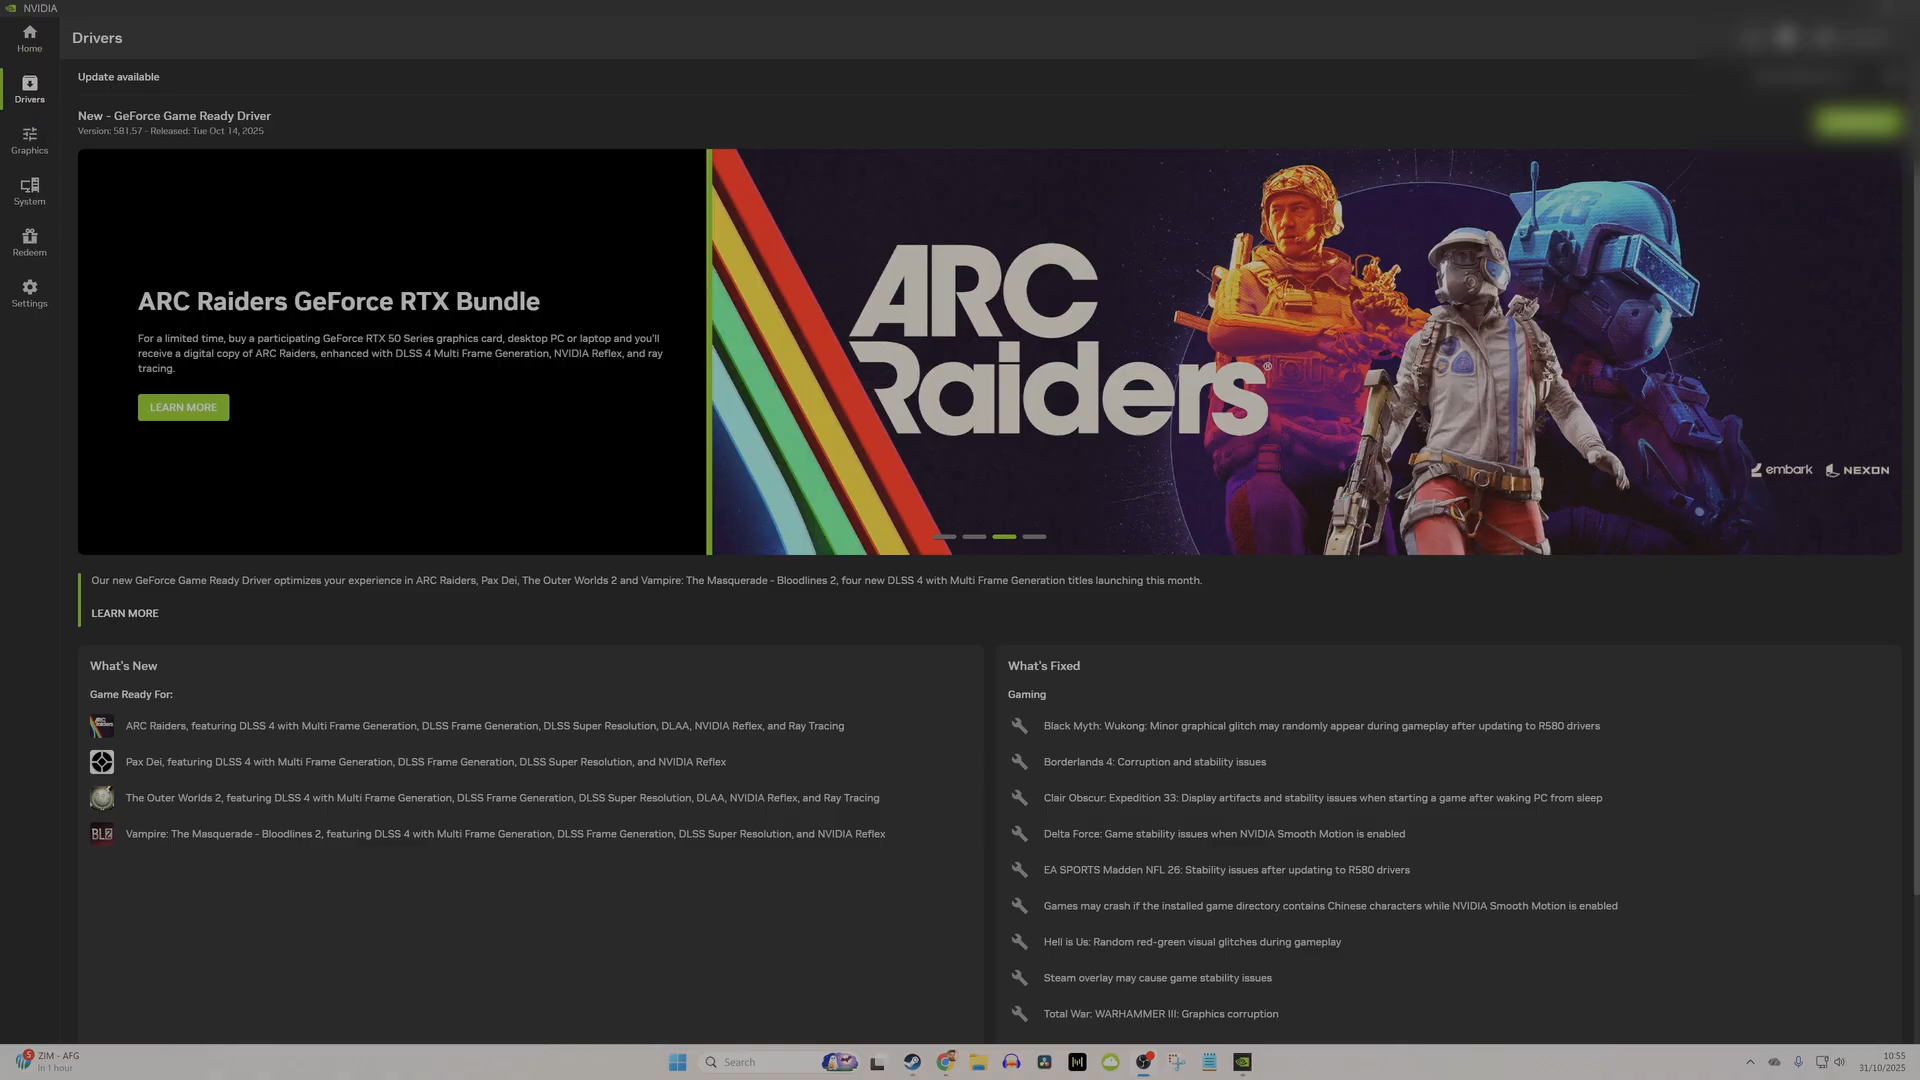 NVIDIA
Home
Drivers
Graphics
System
Redeem
Settings
Drivers
Update available
New - GeForce Game Ready Driver
Version: 581.57 - Released: Tue Oct 14, 2025
ARC Raiders GeForce RTX Bundle
For a limited time, buy a participating GeForce RTX 50 Series graphics card, desktop PC or laptop and you'll
receive a digital copy of ARC Raiders, enhanced with DLSS 4 Multi Frame Generation, NVIDIA Reflex, and ray
tracing.
LEARN MORE
ARC
Raiders®
embark NEXON
Our new GeForce Game Ready Driver optimizes your experience in ARC Raiders, Pax Dei, The Outer Worlds 2 and Vampire: The Masquerade - Bloodlines 2, four new DLSS 4 with Multi Frame Generation titles launching this month.
LEARN MORE
What's New
Game Ready For:
ARC Raiders, featuring DLSS 4 with Multi Frame Generation, DLSS Frame Generation, DLSS Super Resolution, DLAA, NVIDIA Reflex, and Ray Tracing
Pax Dei, featuring DLSS 4 with Multi Frame Generation, DLSS Frame Generation, DLSS Super Resolution, and NVIDIA Reflex
The Outer Worlds 2, featuring DLSS 4 with Multi Frame Generation, DLSS Frame Generation, DLSS Super Resolution, DLAA, NVIDIA Reflex, and Ray Tracing
BL2
Vampire: The Masquerade - Bloodlines 2, featuring DLSS 4 with Multi Frame Generation, DLSS Frame Generation, DLSS Super Resolution, and NVIDIA Reflex
What's Fixed
Gaming
Black Myth: Wukong: Minor graphical glitch may randomly appear during gameplay after updating to R580 drivers
Borderlands 4: Corruption and stability issues
Clair Obscur: Expedition 33: Display artifacts and stability issues when starting a game after waking PC from sleep
Delta Force: Game stability issues when NVIDIA Smooth Motion is enabled
EA SPORTS Madden NFL 26: Stability issues after updating to R580 drivers
Games may crash if the installed game directory contains Chinese characters while NVIDIA Smooth Motion is enabled
Hell is Us: Random red-green visual glitches during gameplay
Steam overlay may cause game stability issues
Total War: WARHAMMER III: Graphics corruption
5
ZIM - AFG
In 1 hour
Search
10:55
31/10/2025